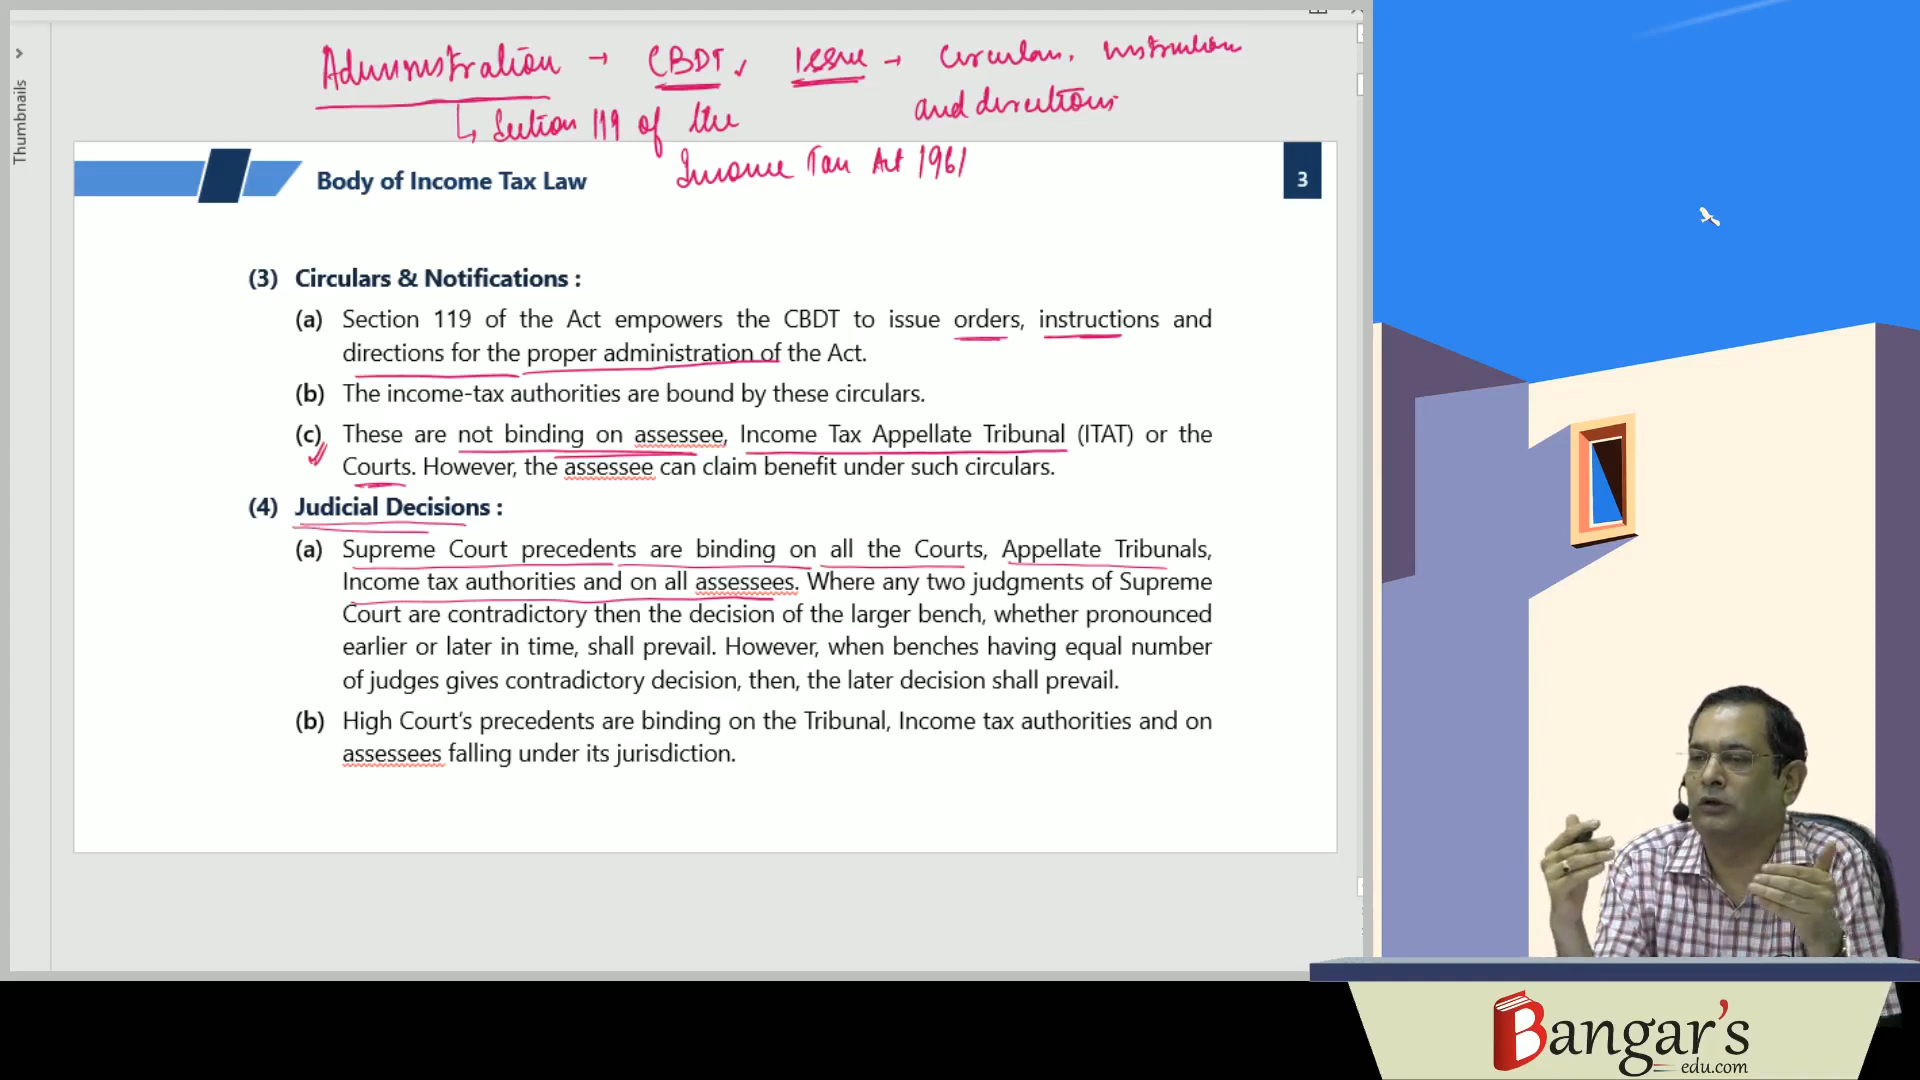 Administration → CBDT, Issue → Circular, instruction
and directions
↳ Section 119 of the
Income Tax Act 1961
Thumbnails
Body of Income Tax Law
3
(3) Circulars & Notifications :
(a) Section 119 of the Act empowers the CBDT to issue orders, instructions and
directions for the proper administration of the Act.
(b) The income-tax authorities are bound by these circulars.
(c) These are not binding on assessee, Income Tax Appellate Tribunal (ITAT) or the
Courts. However, the assessee can claim benefit under such circulars.
(4) Judicial Decisions :
(a) Supreme Court precedents are binding on all the Courts, Appellate Tribunals,
Income tax authorities and on all assessees. Where any two judgments of Supreme
Court are contradictory then the decision of the larger bench, whether pronounced
earlier or later in time, shall prevail. However, when benches having equal number
of judges gives contradictory decision, then, the later decision shall prevail.
(b) High Court's precedents are binding on the Tribunal, Income tax authorities and on
assessees falling under its jurisdiction.
Bangar's
edu.com